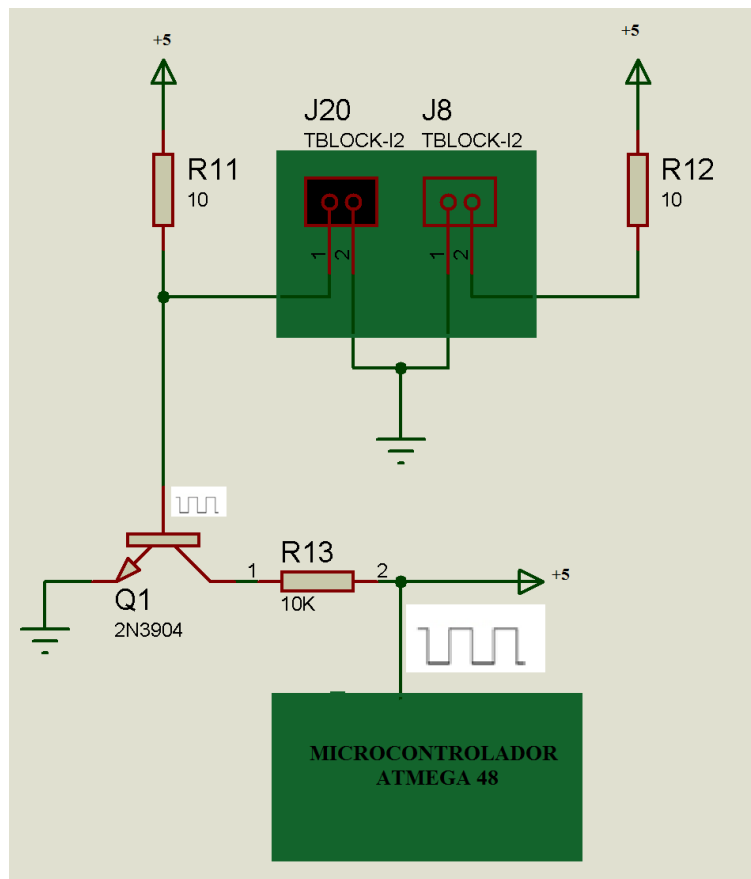 +5
+5
J20
J8
TBLOCK-I2
TBLOCK-I2
R11
10
R12
10
1
2
1
2
R13
1
2
+5
10K
Q1
2N3904
MICROCONTROLADOR
ATMEGA 48